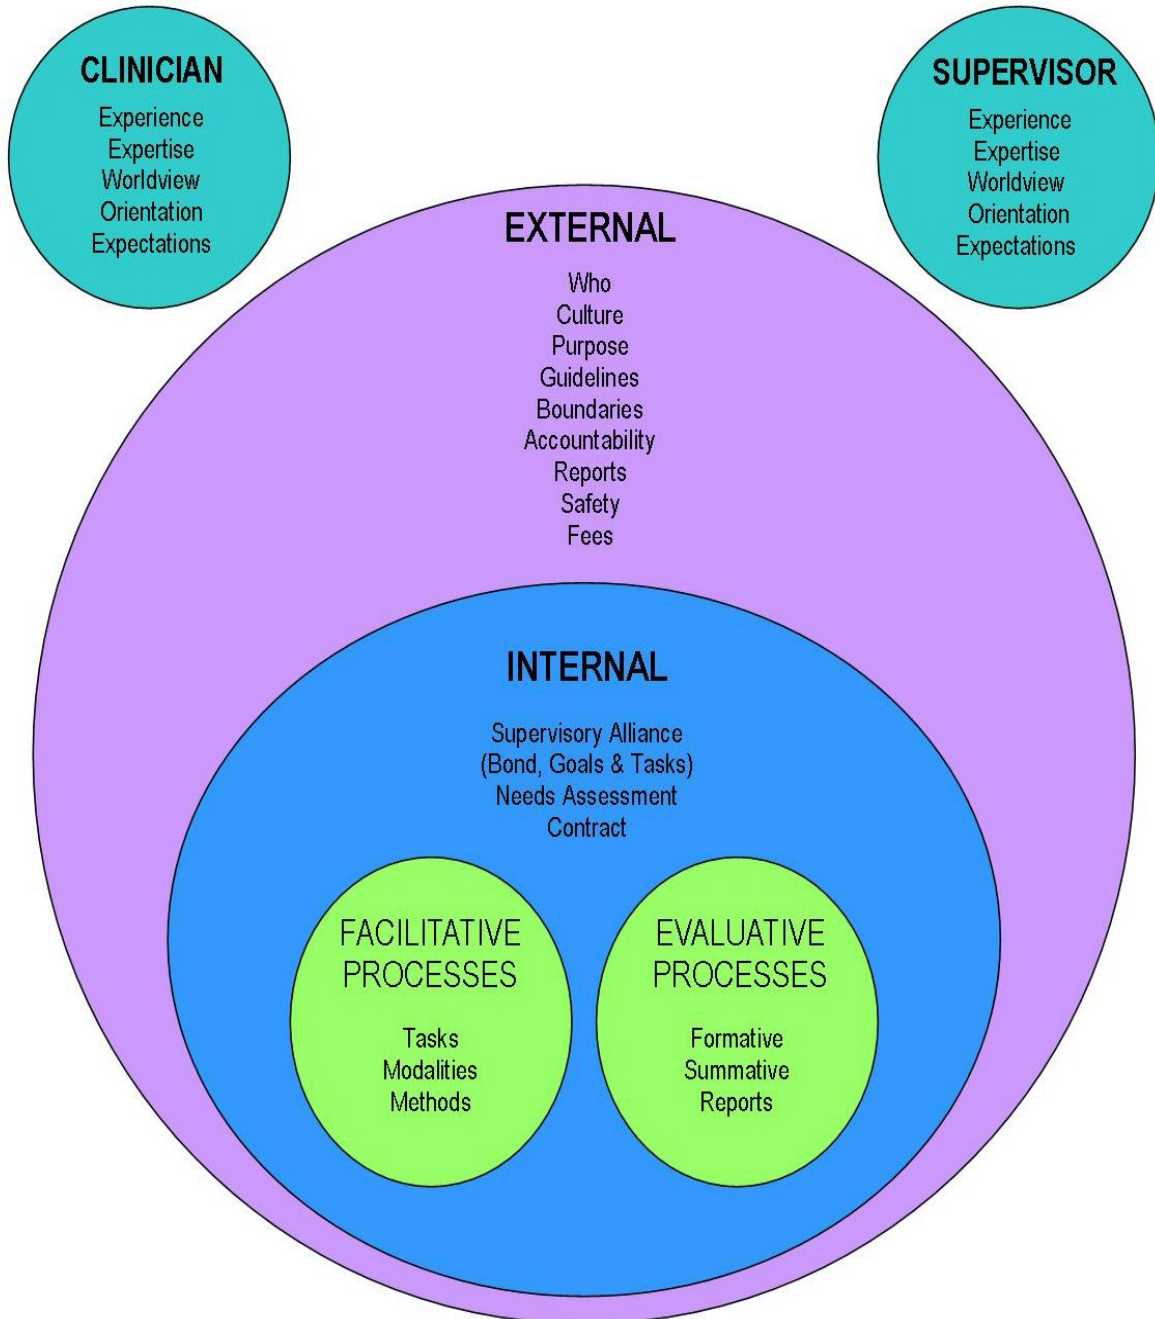 CLINICIAN
Experience
Expertise
Worldview
Orientation
Expectations
SUPERVISOR
Experience
Expertise
Worldview
Orientation
Expectations
EXTERNAL
Who
Culture
Purpose
Guidelines
Boundaries
Accountability
Reports
Safety
Fees
INTERNAL
Supervisory Alliance
(Bond, Goals & Tasks)
Needs Assessment
Contract
FACILITATIVE
PROCESSES
Tasks
Modalities
Methods
EVALUATIVE
PROCESSES
Formative
Summative
Reports